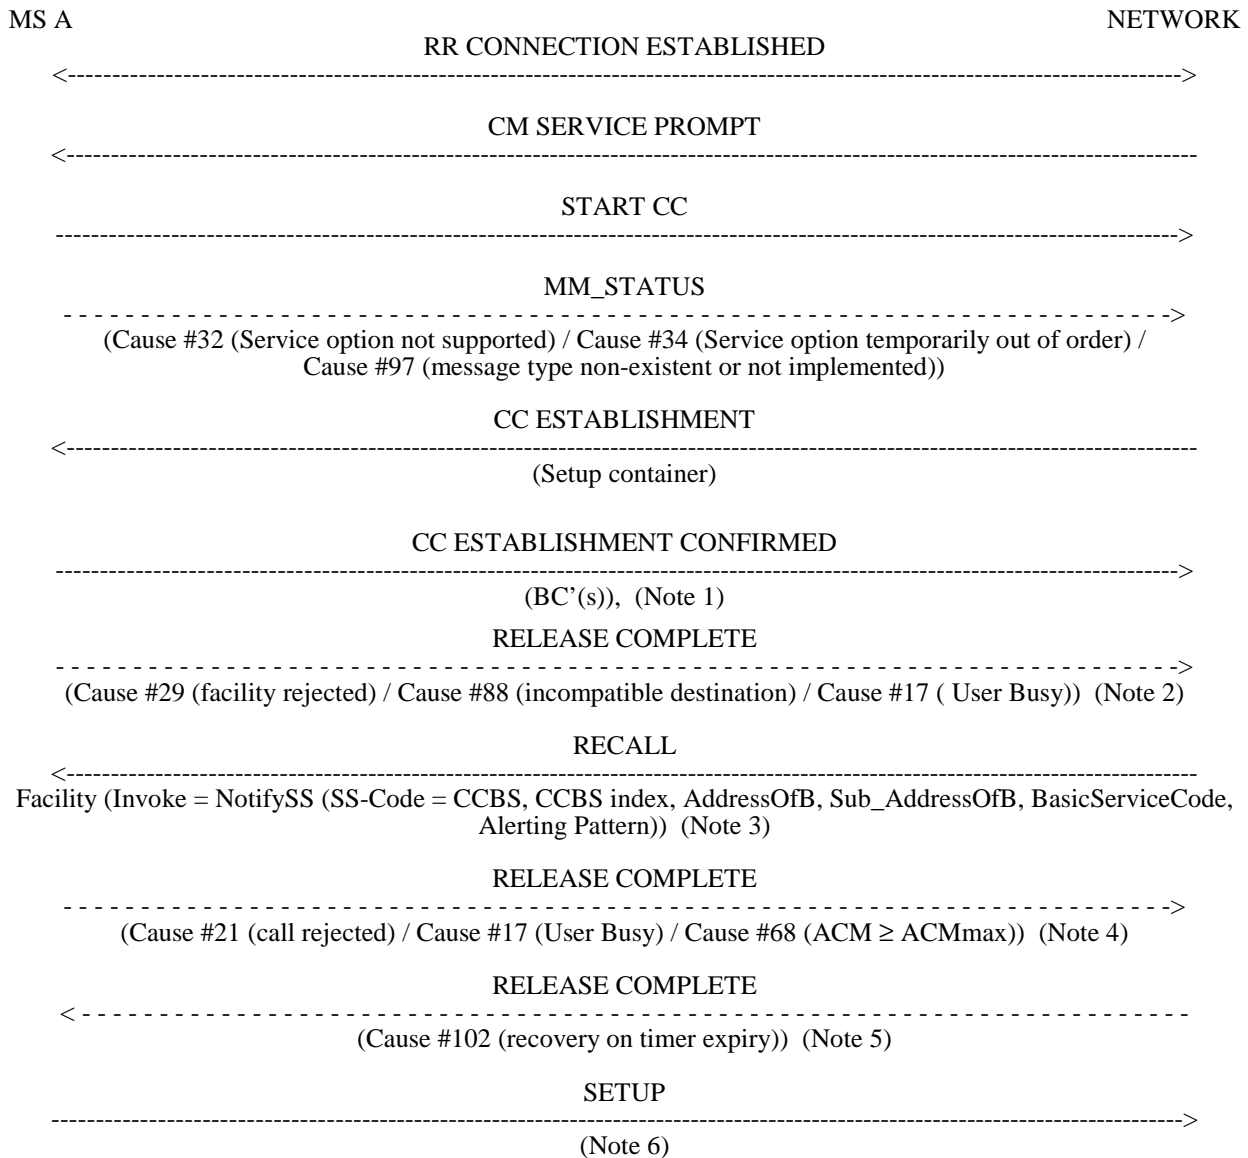 MS A NETWORK
RR CONNECTION ESTABLISHED
<------------------------------------------------------------------------------------------------------------------------------->
CM SERVICE PROMPT
<---------------------------------------------------------------------------------------------------------------------------------
START CC
-------------------------------------------------------------------------------------------------------------------------------->
MM_STATUS
- - - - - - - - - - - - - - - - - - - - - - - - - - - - - - - - - - - - - - - - - - - - - - - - - - - - - - - - - - - - - - - - - - - - - - - ->
(Cause #32 (Service option not supported) / Cause #34 (Service option temporarily out of order) /
Cause #97 (message type non-existent or not implemented))
CC ESTABLISHMENT
<---------------------------------------------------------------------------------------------------------------------------------
(Setup container)
CC ESTABLISHMENT CONFIRMED
-------------------------------------------------------------------------------------------------------------------------------->
(BC’(s)), (Note 1)
RELEASE COMPLETE
- - - - - - - - - - - - - - - - - - - - - - - - - - - - - - - - - - - - - - - - - - - - - - - - - - - - - - - - - - - - - - - - - - - - - - - ->
(Cause #29 (facility rejected) / Cause #88 (incompatible destination) / Cause #17 ( User Busy)) (Note 2)
RECALL
<---------------------------------------------------------------------------------------------------------------------------------
Facility (Invoke = NotifySS (SS-Code = CCBS, CCBS index, AddressOfB, Sub_AddressOfB, BasicServiceCode,
Alerting Pattern)) (Note 3)
RELEASE COMPLETE
- - - - - - - - - - - - - - - - - - - - - - - - - - - - - - - - - - - - - - - - - - - - - - - - - - - - - - - - - - - - - - - - - - - - - - - ->
(Cause #21 (call rejected) / Cause #17 (User Busy) / Cause #68 (ACM ≥ ACMmax)) (Note 4)
RELEASE COMPLETE
< - - - - - - - - - - - - - - - - - - - - - - - - - - - - - - - - - - - - - - - - - - - - - - - - - - - - - - - - - - - - - - - - - - - - - - -
(Cause #102 (recovery on timer expiry)) (Note 5)
SETUP
--------------------------------------------------------------------------------------------------------------------------------->
(Note 6)